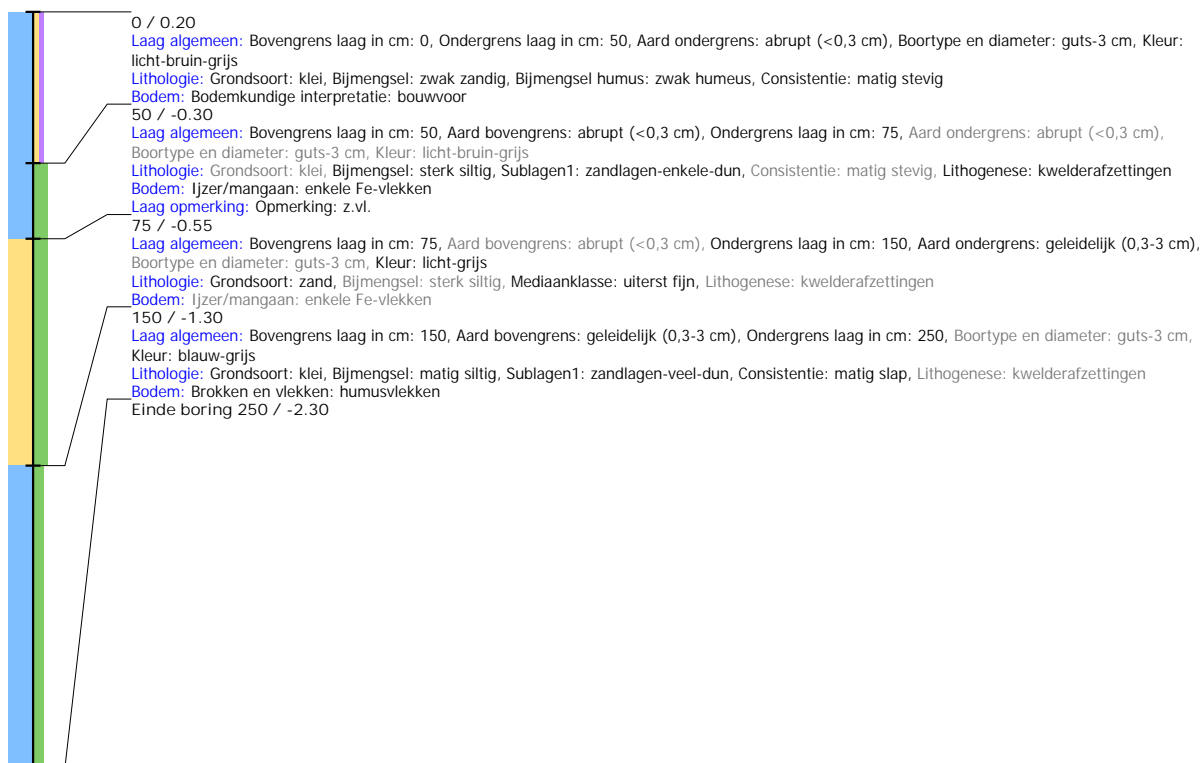 0 / 0.20
Laag algemeen: Bovengrens laag in cm: 0, Ondergrens laag in cm: 50, Aard ondergrens: abrupt (<0,3 cm), Boortype en diameter: guts-3 cm, Kleur:
licht-bruin-grijs
Lithologie: Grondsoort: klei, Bijmengsel: zwak zandig, Bijmengsel humus: zwak humeus, Consistentie: matig stevig
Bodem: Bodemkundige interpretatie: bouwvoor
50 / -0.30
Laag algemeen: Bovengrens laag in cm: 50, Aard bovengrens: abrupt (<0,3 cm), Ondergrens laag in cm: 75, Aard ondergrens: abrupt (<0,3 cm),
Boortype en diameter: guts-3 cm, Kleur: licht-bruin-grijs
Lithologie: Grondsoort: klei, Bijmengsel: sterk siltig, Sublagen1: zandlagen-enkele-dun, Consistentie: matig stevig, Lithogenese: kwelderafzettingen
Bodem: Ijzer/mangaan: enkele Fe-vlekken
Laag opmerking: Opmerking: z.vl.
75 / -0.55
Laag algemeen: Bovengrens laag in cm: 75, Aard bovengrens: abrupt (<0,3 cm), Ondergrens laag in cm: 150, Aard ondergrens: geleidelijk (0,3-3 cm),
Boortype en diameter: guts-3 cm, Kleur: licht-grijs
Lithologie: Grondsoort: zand, Bijmengsel: sterk siltig, Mediaanklasse: uiterst fijn, Lithogenese: kwelderafzettingen
Bodem: Ijzer/mangaan: enkele Fe-vlekken
150 / -1.30
Laag algemeen: Bovengrens laag in cm: 150, Aard bovengrens: geleidelijk (0,3-3 cm), Ondergrens laag in cm: 250, Boortype en diameter: guts-3 cm,
Kleur: blauw-grijs
Lithologie: Grondsoort: klei, Bijmengsel: matig siltig, Sublagen1: zandlagen-veel-dun, Consistentie: matig slap, Lithogenese: kwelderafzettingen
Bodem: Brokken en vlekken: humusvlekken
Einde boring 250 / -2.30